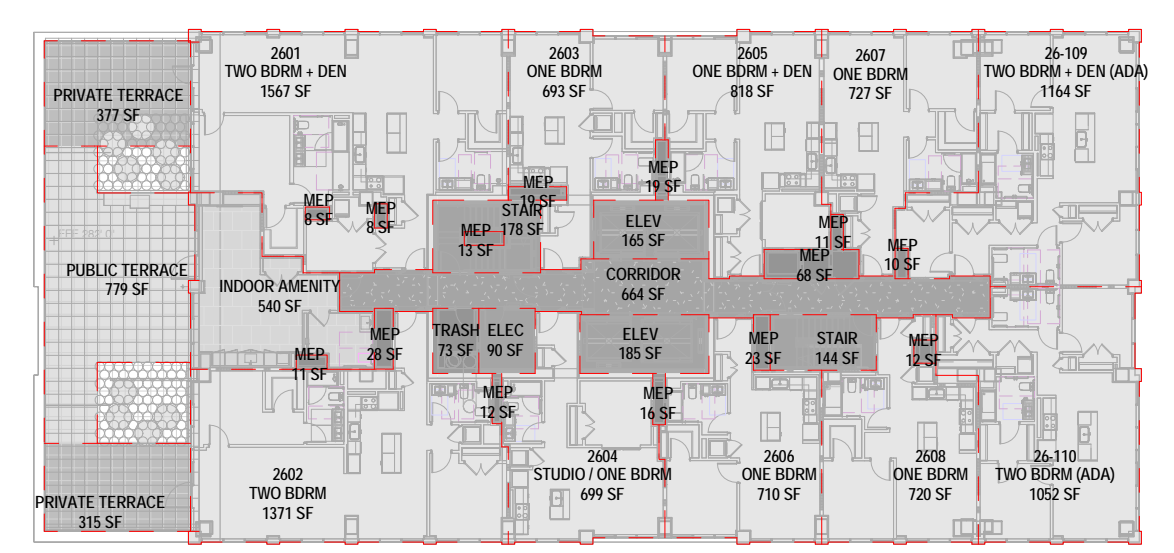 2601
TWO BDRM + DEN
1567 SF
2603
ONE BDRM
693 SF
2605
ONE BDRM + DEN
818 SF
2607
ONE BDRM
727 SF
26-109
TWO BDRM + DEN (ADA)
1164 SF
PRIVATE TERRACE
377 SF
MEP
8 SF
MEP
8 SF
MEP
19 SF
STAIR
178 SF
MEP
13 SF
MEP
19 SF
ELEV
165 SF
MEP
11 SF
MEP
68 SF
MEP
10 SF
PUBLIC TERRACE
779 SF
INDOOR AMENITY
540 SF
CORRIDOR
664 SF
MEP
11 SF
MEP
28 SF
TRASH
73 SF
ELEC
90 SF
ELEV
185 SF
MEP
23 SF
STAIR
144 SF
MEP
12 SF
MEP
12 SF
MEP
16 SF
PRIVATE TERRACE
315 SF
2602
TWO BDRM
1371 SF
2604
STUDIO / ONE BDRM
699 SF
2606
ONE BDRM
710 SF
2608
ONE BDRM
720 SF
26-110
TWO BDRM (ADA)
1052 SF